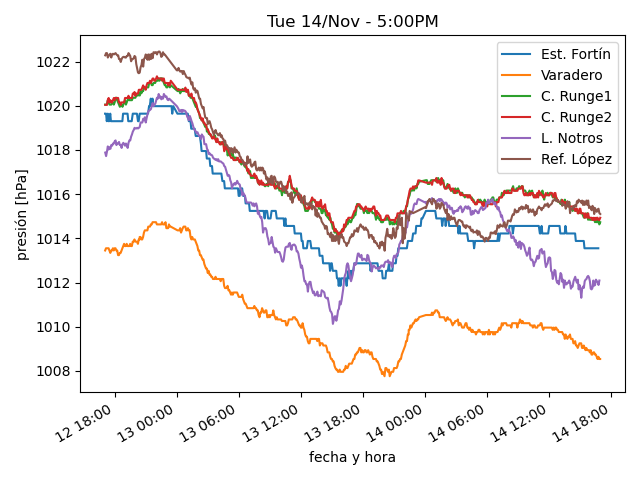 Tue 14/Nov - 5:00PM
Est. Fortín
Varadero
C. Runge1
C. Runge2
L. Notros
Ref. López
presión [hPa]
1022
1020
1018
1016
1014
1012
1010
1008
12 18:00
13 00:00
13 06:00
13 12:00
13 18:00
14 00:00
14 06:00
14 12:00
14 18:00
fecha y hora